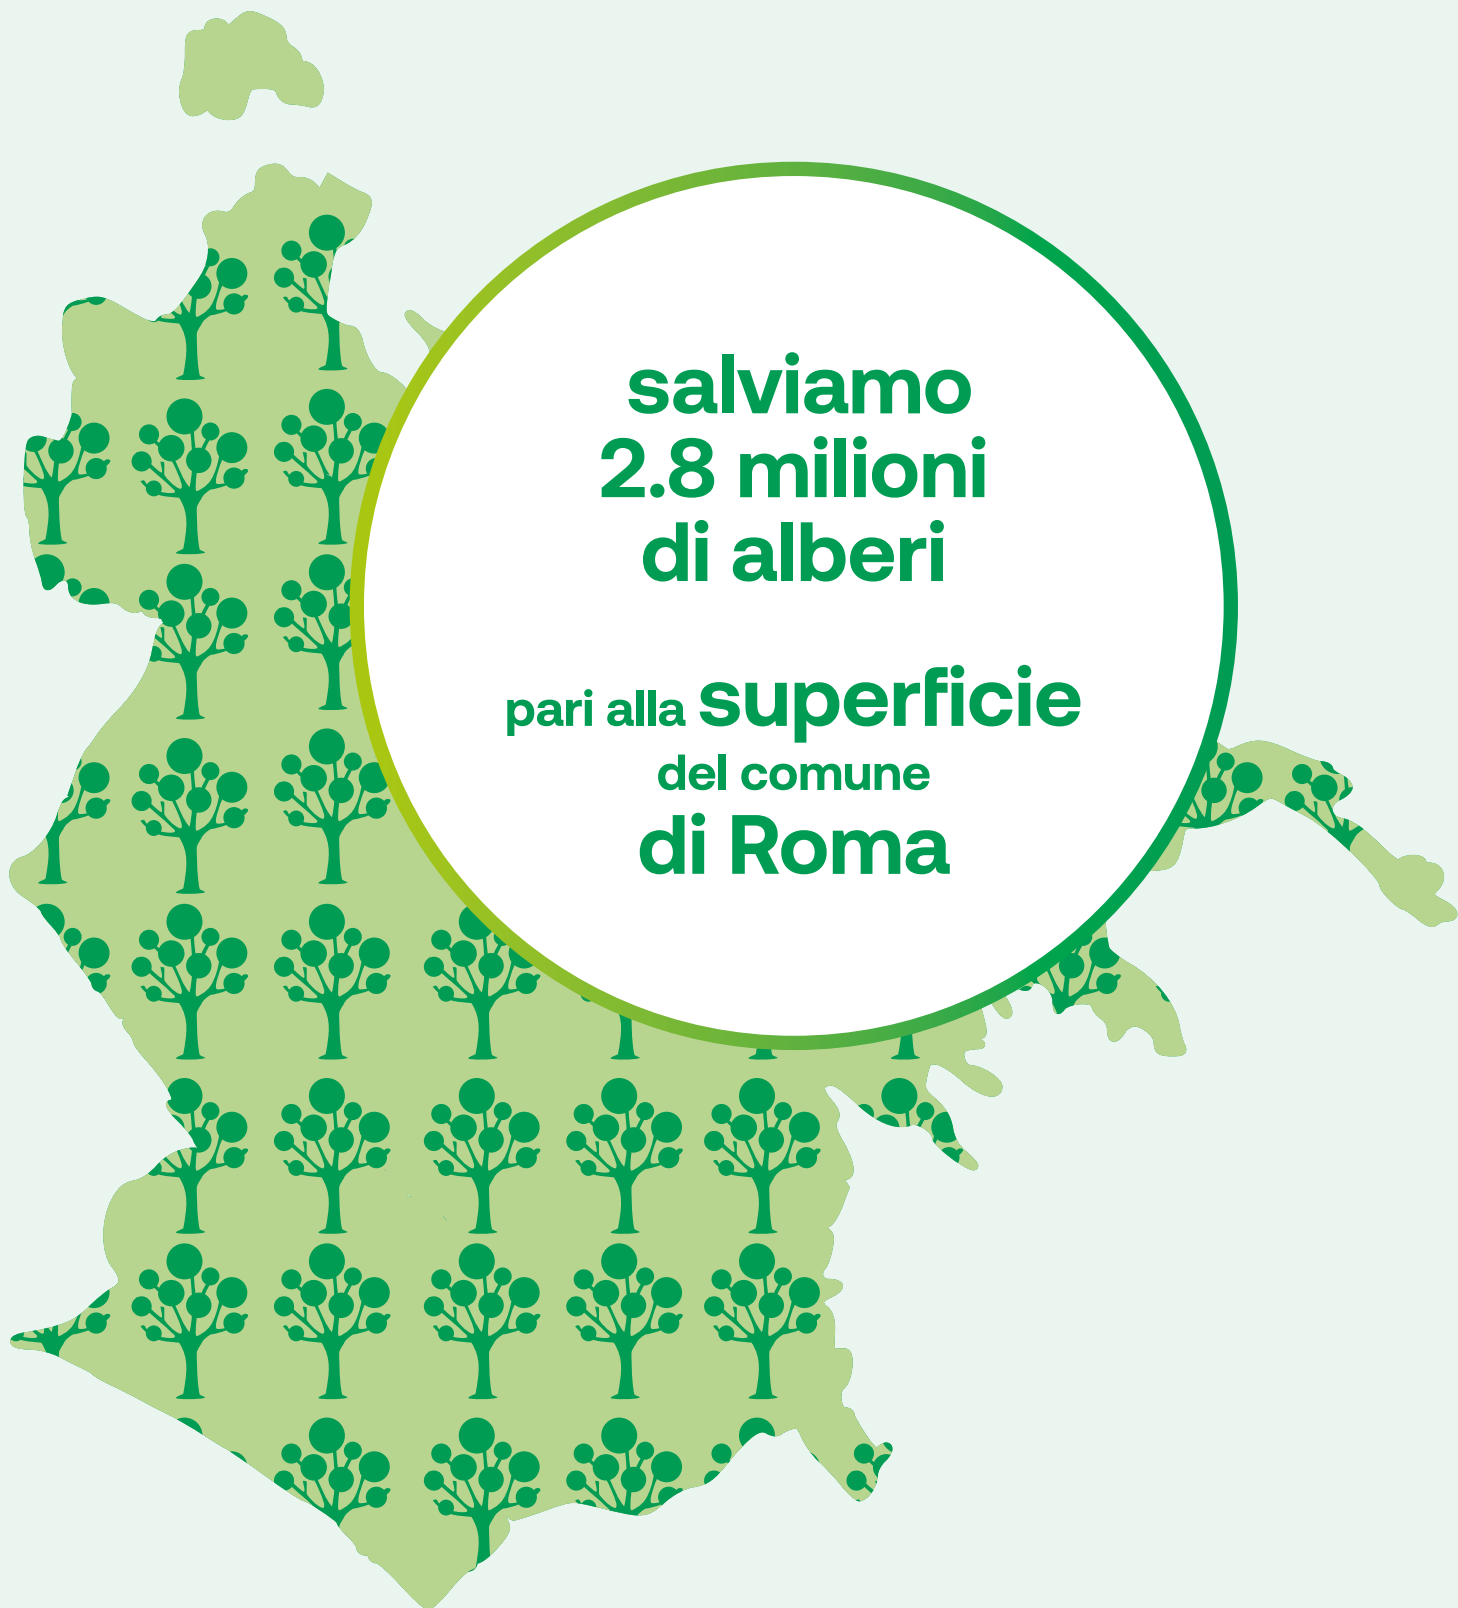 salviamo
2.8 milioni
di alberi
pari alla superficie
del comune
di Roma